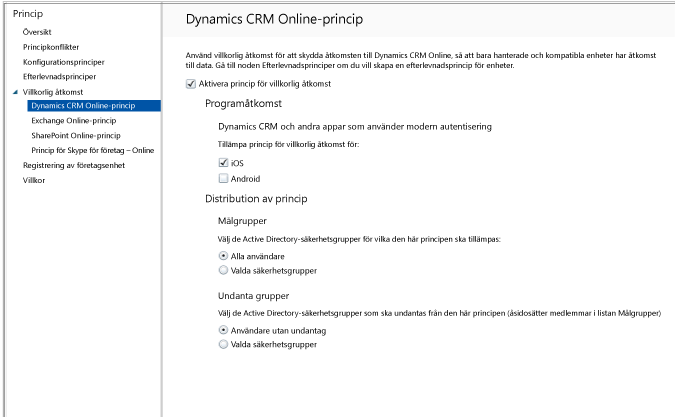 Princip
Översikt
Principkonflikter
Konfigurationsprinciper
Efterlevnadsprinciper
Villkorlig åtkomst
Dynamics CRM Online-princip
Exchange Online-princip
SharePoint Online-princip
Princip för Skype för företag – Online
Registrering av företagsenhet
Villkor
Dynamics CRM Online-princip
Använd villkorlig åtkomst för att skydda åtkomsten till Dynamics CRM Online, så att bara hanterade och kompatibla enheter har åtkomst
till data. Gå till noden Efterlevnadsprinciper om du vill skapa en efterlevnadsprincip för enheter.
Aktivera princip för villkorlig åtkomst
Programåtkomst
Dynamics CRM och andra appar som använder modern autentisering
Tillämpa princip för villkorlig åtkomst för:
iOS
Android
Distribution av princip
Målgrupper
Välj de Active Directory-säkerhetsgrupper för vilka den här principen ska tillämpas:
Alla användare
Valda säkerhetsgrupper
Undanta grupper
Välj de Active Directory-säkerhetsgrupper som ska undantas från den här principen (åsidosätter medlemmar i listan Målgrupper)
Användare utan undantag
Valda säkerhetsgrupper